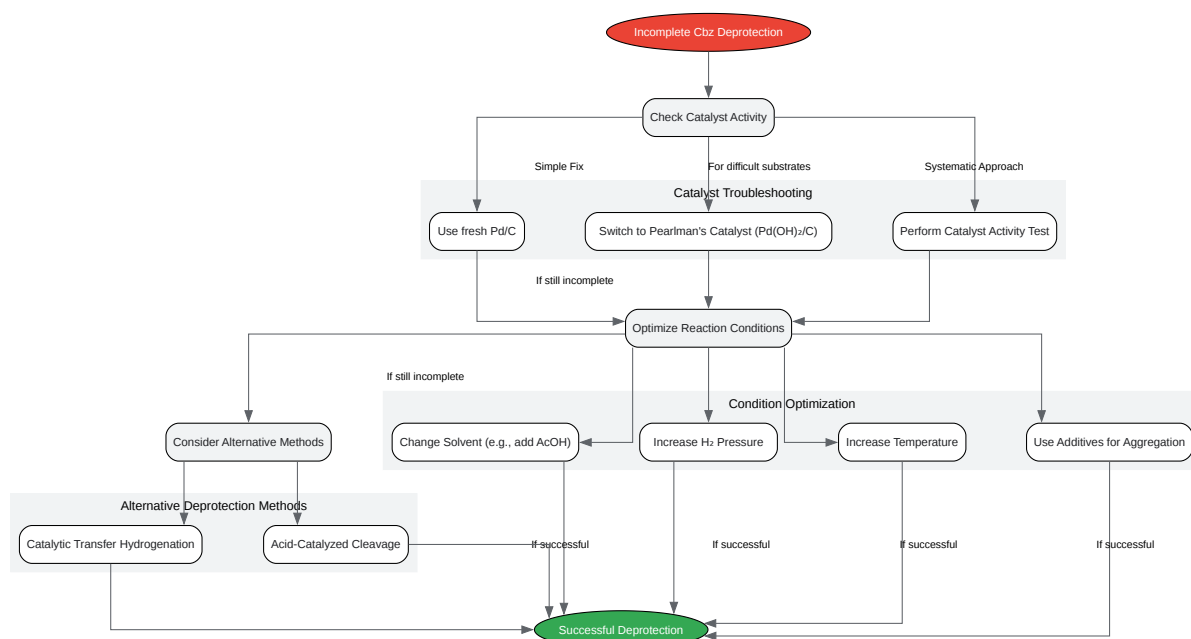 Incomplete Cbz Deprotection
Check Catalyst Activity
Simple Fix
For difficult substrates
Systematic Approach
Catalyst Troubleshooting
Use fresh Pd/C
Switch to Pearlman's Catalyst (Pd(OH)₂/C)
Perform Catalyst Activity Test
If still incomplete
Optimize Reaction Conditions
If still incomplete
Condition Optimization
Consider Alternative Methods
Change Solvent (e.g., add AcOH)
Increase H₂ Pressure
Increase Temperature
Use Additives for Aggregation
Alternative Deprotection Methods
Catalytic Transfer Hydrogenation
Acid-Catalyzed Cleavage
If successful
If successful
If successful
If successful
Successful Deprotection